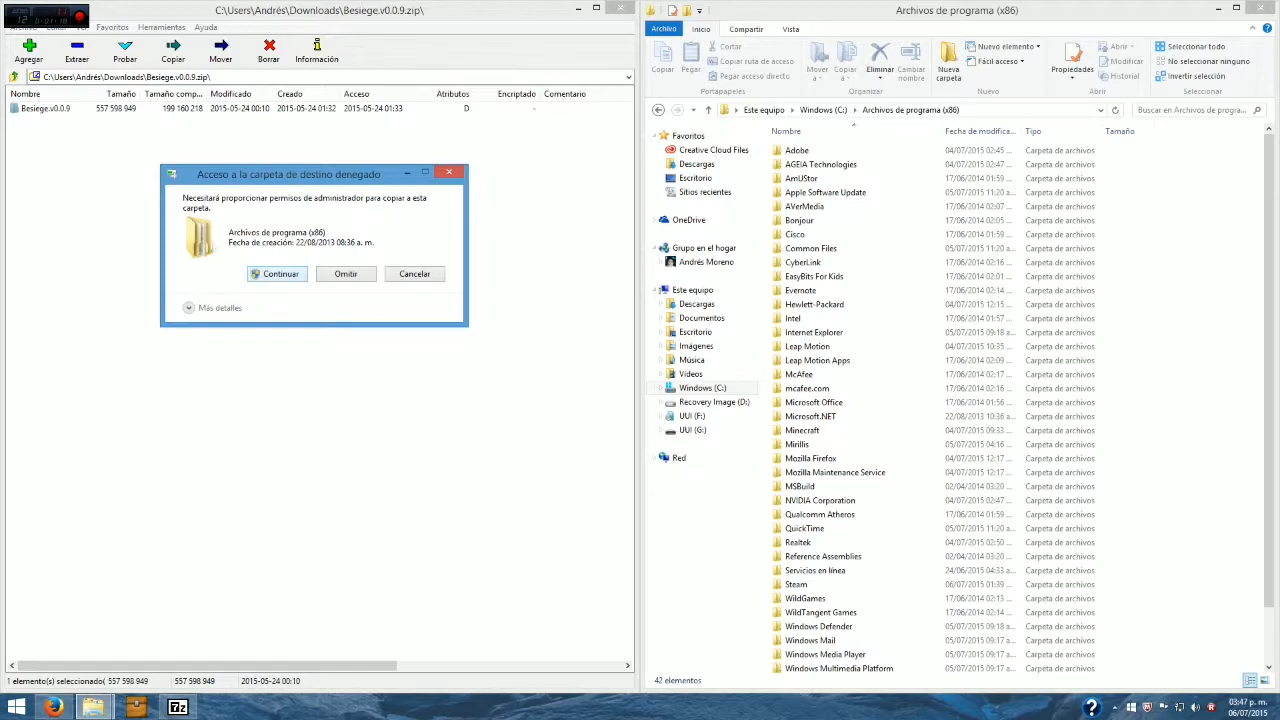 C:\Users\Andrés\Downloads\Besiege.v0.0.9.zip\
Favoritos Herramientas Ayuda
Agregar Extraer Probar Copiar Mover Borrar Información
C:\Users\Andrés\Downloads\Besiege.v0.0.9.zip\
Nombre Tamaño Tamaño comp... Modificado Creado Acceso Atributos Encriptado Comentario
Besiege.v0.0.9 557 598 949 199 160 218 2015-05-24 00:10 2015-05-24 01:32 2015-05-24 01:33 D -
Acceso a la carpeta de destino denegado
Necesitará proporcionar permisos de administrador para copiar a esta
carpeta.
Archivos de programa (x86)
Fecha de creación: 22/08/2013 08:36 a. m.
Continuar Omitir Cancelar
Más detalles
1 elemento(s) seleccionado( 557 598 949 557 598 949 2015-05-24 00:10
Archivos de programa (x86)
Archivo Inicio Compartir Vista
Copiar Pegar Cortar
Copiar ruta de acceso
Pegar acceso directo
Portapapeles
Mover a Copiar a Eliminar Cambiar nombre
Organizar
Nueva carpeta
Nuevo elemento
Fácil acceso
Nuevo
Propiedades
Abrir
Modificar
Historial
Abrir
Seleccionar todo
No seleccionar ninguno
Invertir selección
Seleccionar
Este equipo Windows (C:) Archivos de programa (x86)
Buscar en Archivos de progra...
Favoritos
Creative Cloud Files
Descargas
Escritorio
Sitios recientes
OneDrive
Grupo en el hogar
Andrés Moreno
Este equipo
Descargas
Documentos
Escritorio
Imágenes
Música
Vídeos
Windows (C:)
Recovery Image (D:)
UUI (F:)
UUI (G:)
Red
Nombre Fecha de modifica... Tipo Tamaño
Adobe 04/07/2015 02:45 ... Carpeta de archivos
AGEIA Technologies 04/07/2015 02:47 ... Carpeta de archivos
AmUStor 17/06/2014 01:59 ... Carpeta de archivos
Apple Software Update 05/07/2015 11:20 a... Carpeta de archivos
AVerMedia 17/06/2014 02:07 ... Carpeta de archivos
Bonjour 17/06/2014 02:05 ... Carpeta de archivos
Cisco 17/06/2014 01:59 ... Carpeta de archivos
Common Files 05/07/2015 11:20 a... Carpeta de archivos
CyberLink 17/06/2014 02:16 ... Carpeta de archivos
EasyBits For Kids 17/06/2014 02:01 ... Carpeta de archivos
Evernote 17/06/2014 02:14 ... Carpeta de archivos
Hewlett-Packard 04/07/2015 12:15 ... Carpeta de archivos
Intel 17/06/2014 01:57 ... Carpeta de archivos
Internet Explorer 05/07/2015 09:18 a... Carpeta de archivos
Leap Motion 04/07/2015 10:35 ... Carpeta de archivos
Leap Motion Apps 17/06/2014 02:09 ... Carpeta de archivos
McAfee 17/06/2014 02:17 ... Carpeta de archivos
mcafee.com 17/06/2014 02:16 ... Carpeta de archivos
Microsoft Office 17/06/2014 01:56 ... Carpeta de archivos
Microsoft.NET 22/08/2013 10:36 a... Carpeta de archivos
Minecraft 04/07/2015 09:33 ... Carpeta de archivos
Mirillis 05/07/2015 04:16 ... Carpeta de archivos
Mozilla Firefox 04/07/2015 12:17 ... Carpeta de archivos
Mozilla Maintenance Service 04/07/2015 12:17 ... Carpeta de archivos
MSBuild 02/04/2014 03:20 ... Carpeta de archivos
NVIDIA Corporation 04/07/2015 02:47 ... Carpeta de archivos
Qualcomm Atheros 17/06/2014 01:59 ... Carpeta de archivos
QuickTime 05/07/2015 11:20 a... Carpeta de archivos
Realtek 04/07/2015 02:50 ... Carpeta de archivos
Reference Assemblies 02/04/2014 03:20 ... Carpeta de archivos
Servicios en línea 24/06/2015 04:33 a... Carpeta de archivos
Steam 06/07/2015 01:39 ... Carpeta de archivos
WildGames 17/06/2014 02:13 ... Carpeta de archivos
WildTangent Games 17/06/2014 02:14 ... Carpeta de archivos
Windows Defender 05/07/2015 09:18 a... Carpeta de archivos
Windows Mail 05/07/2015 09:17 a... Carpeta de archivos
Windows Media Player 05/07/2015 09:17 a... Carpeta de archivos
Windows Multimedia Platform 05/07/2015 09:17 a... Carpeta de archivos
42 elementos
7z
03:47 p. m.
06/07/2015